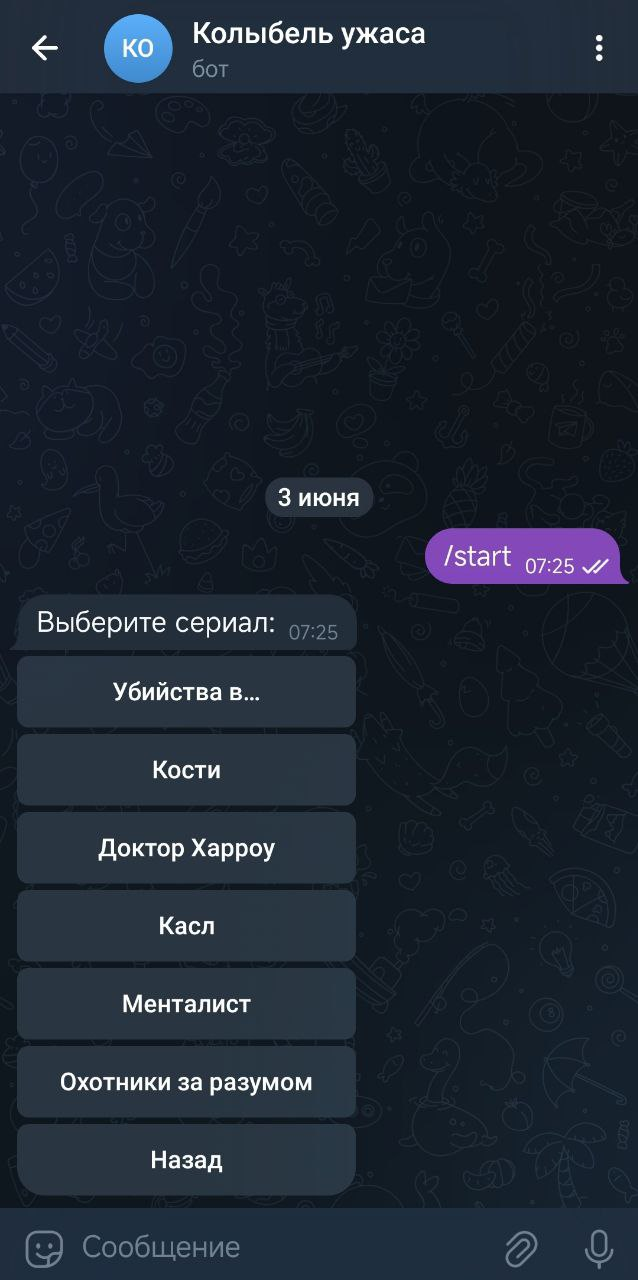 КО
Колыбель ужаса
бот
3 июня
/start 07:25
Выберите сериал: 07:25
Убийства в...
Кости
Доктор Харроу
Касл
Менталист
Охотники за разумом
Назад
Сообщение